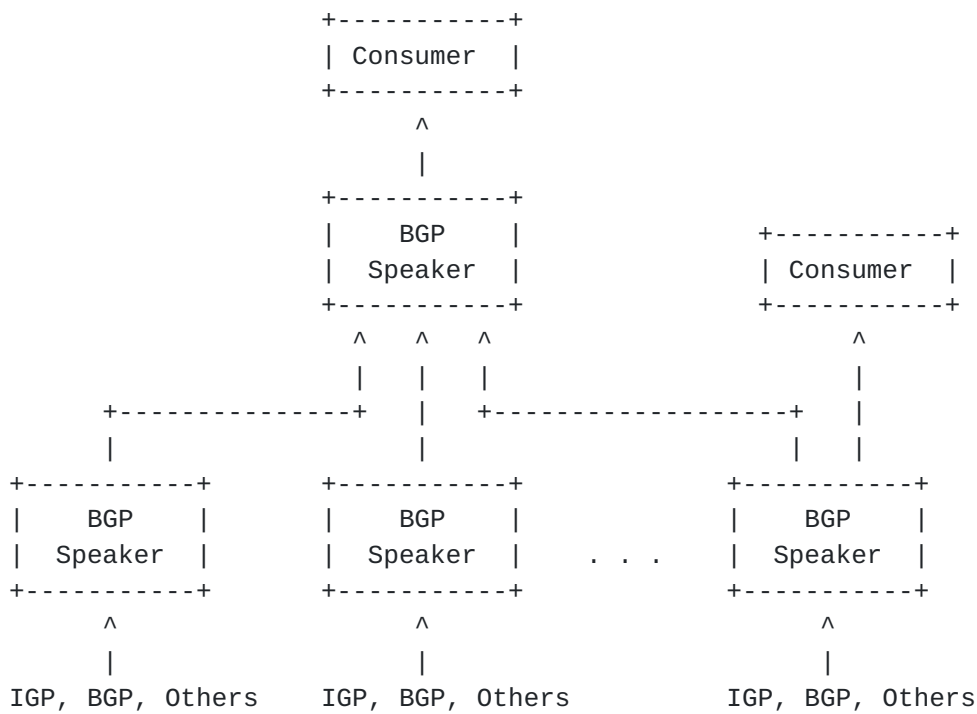 Consumer
BGP
Speaker
Consumer
BGP
Speaker
BGP
Speaker
. . .
BGP
Speaker
IGP, BGP, Others
IGP, BGP, Others
IGP, BGP, Others